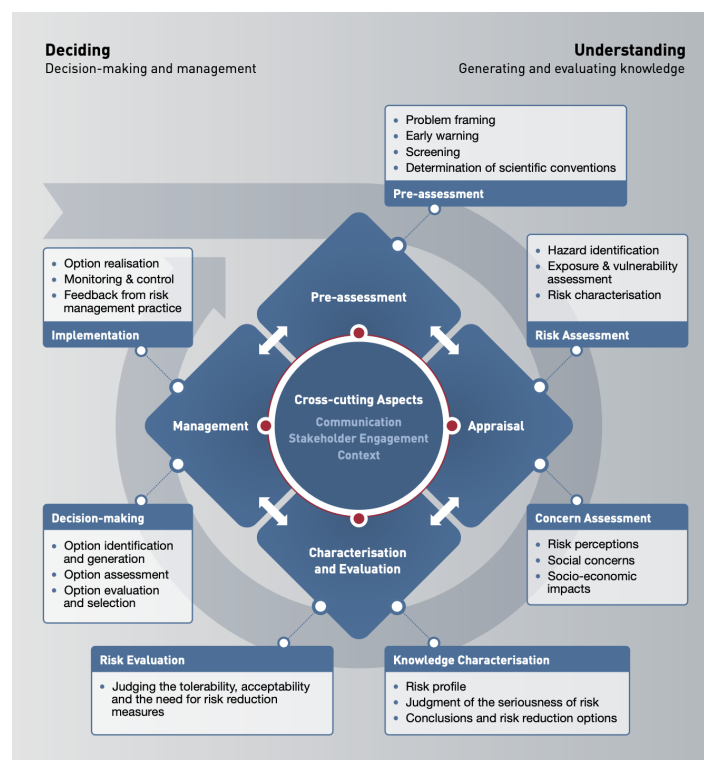 Deciding
Decision-making and management
Understanding
Generating and evaluating knowledge
• Problem framing
• Early warning
• Screening
• Determination of scientific conventions
Pre-assessment
• Option realisation
• Monitoring & control
• Feedback from risk
management practice
Implementation
• Hazard identification
• Exposure & vulnerability
assessment
• Risk characterisation
Risk Assessment
Pre-assessment
Management
Cross-cutting Aspects
Communication
Stakeholder Engagement
Context
Appraisal
Characterisation
and Evaluation
Decision-making
• Option identification
and generation
• Option assessment
• Option evaluation
and selection
Concern Assessment
• Risk perceptions
• Social concerns
• Socio-economic
impacts
Risk Evaluation
• Judging the tolerability, acceptability
and the need for risk reduction
measures
Knowledge Characterisation
• Risk profile
• Judgment of the seriousness of risk
• Conclusions and risk reduction options